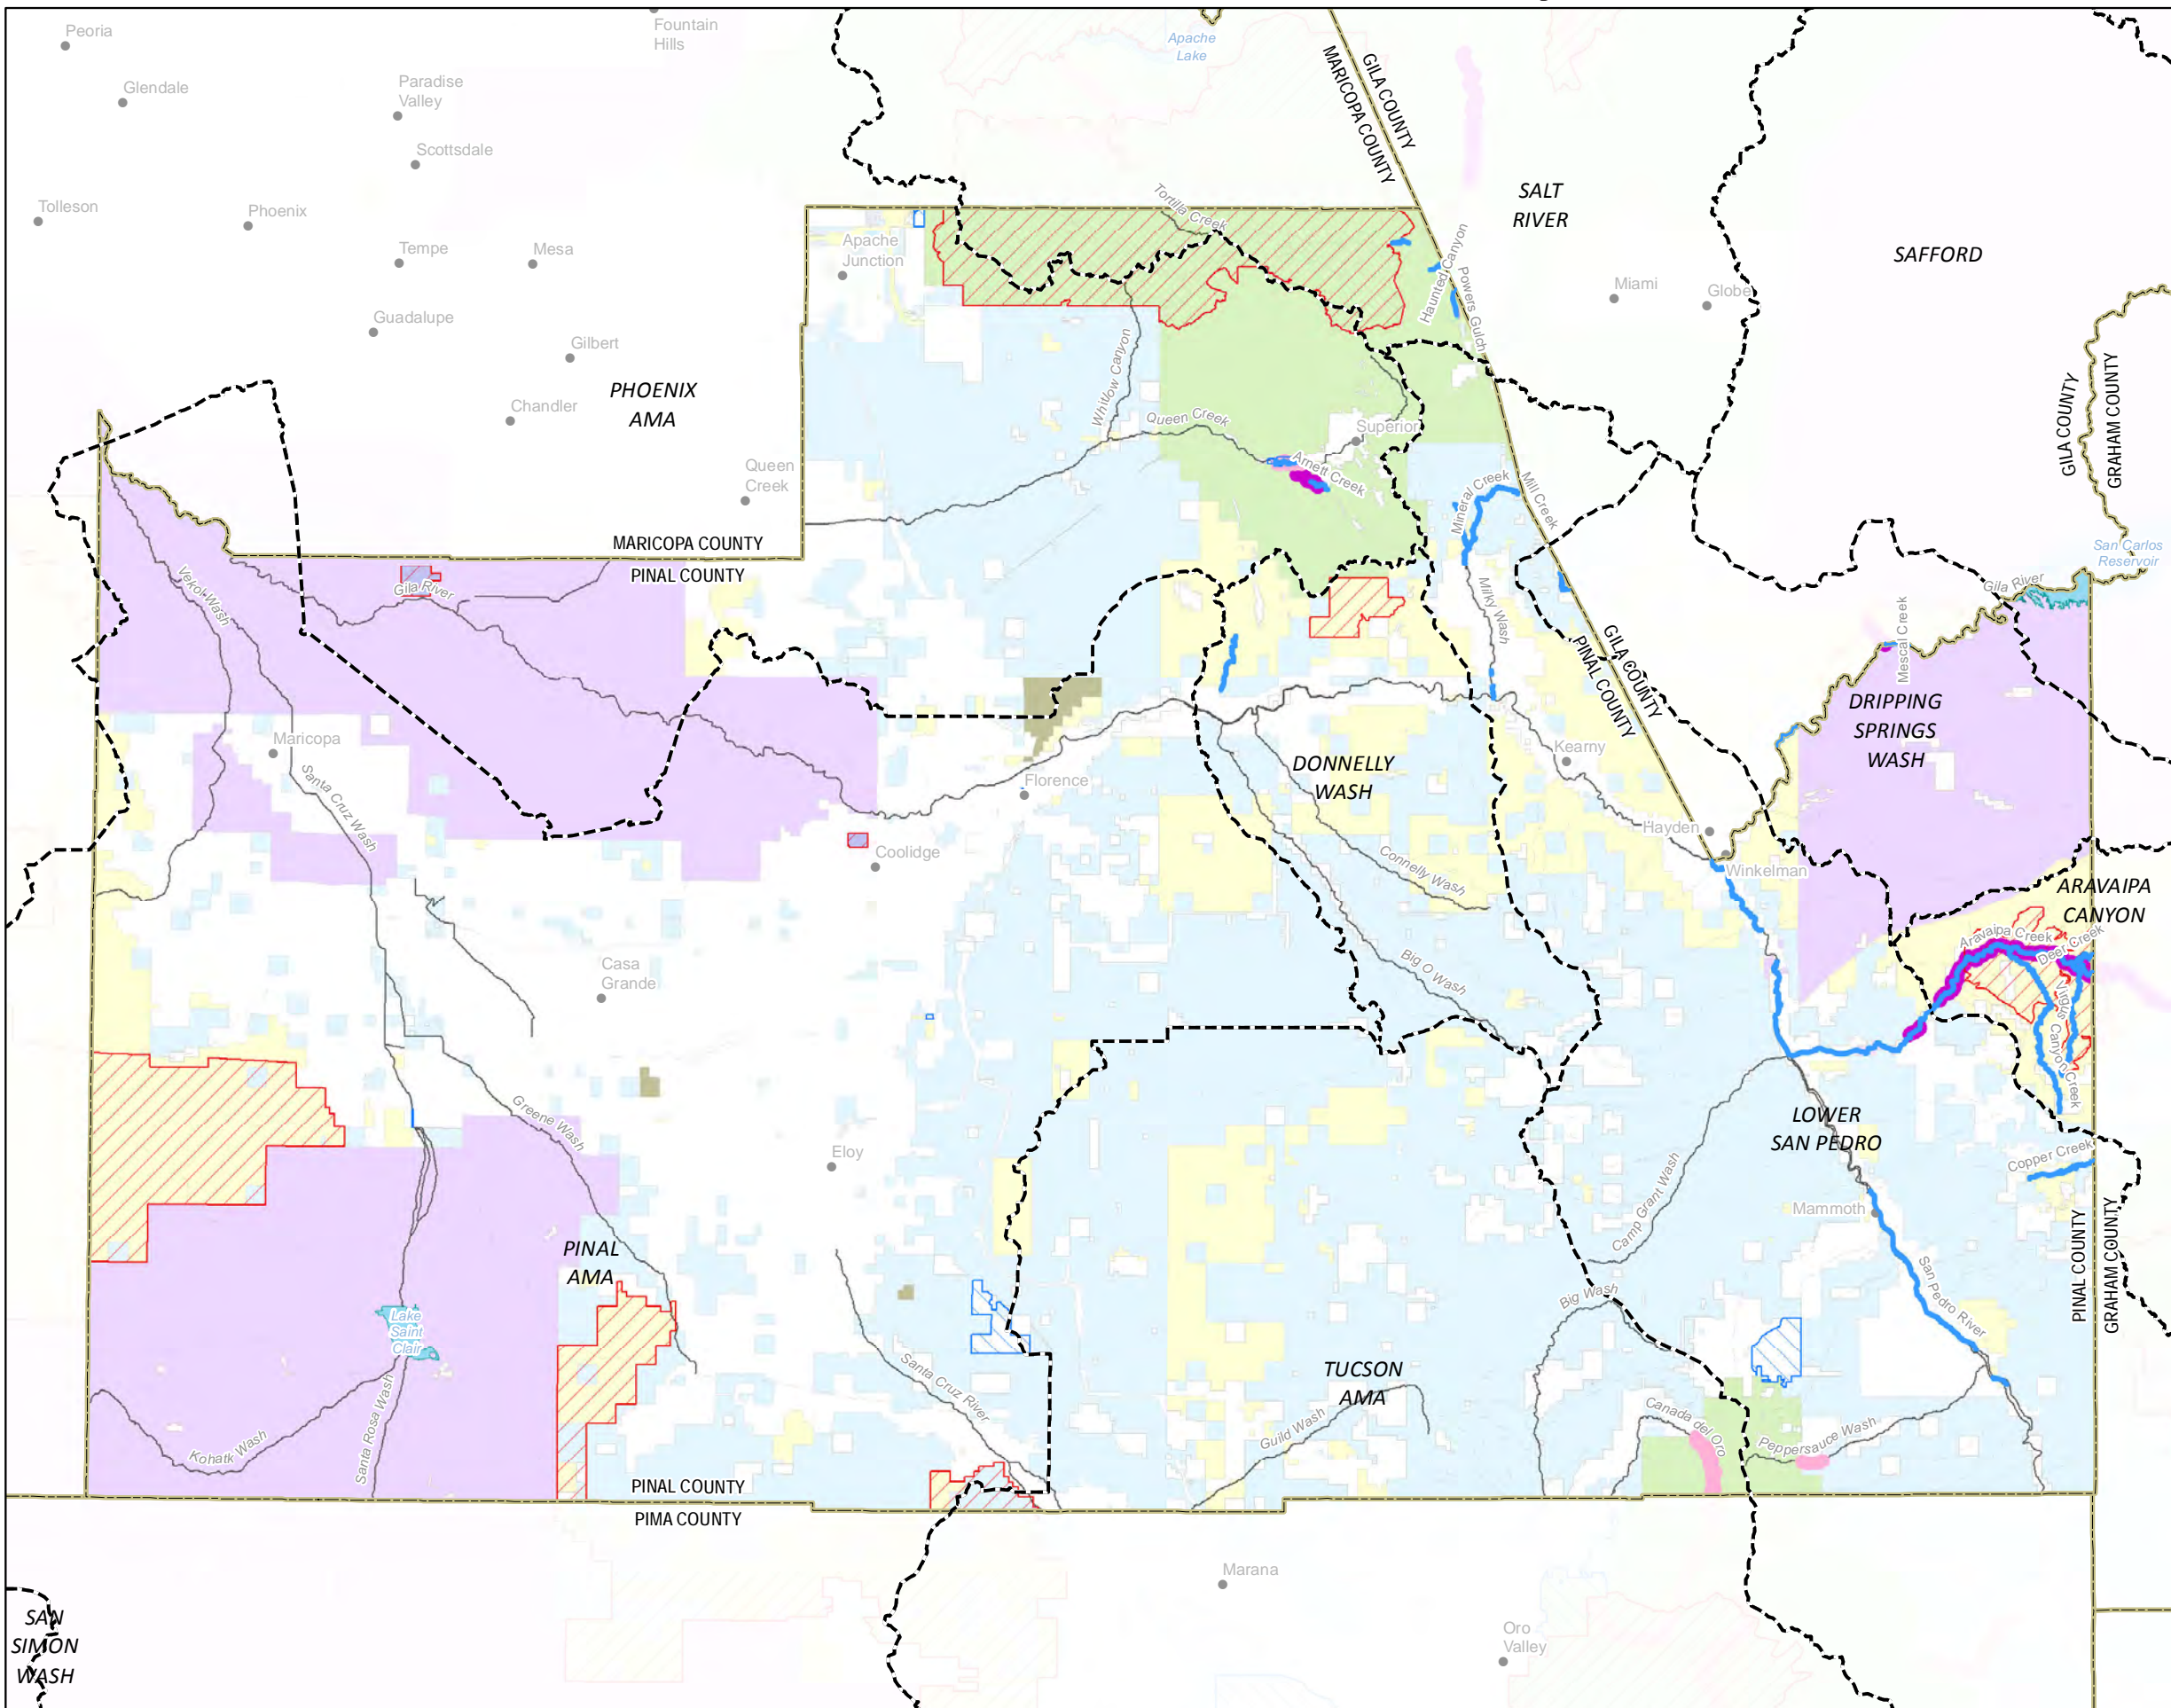 Peoria
Fountain
Hills
Apache
Lake
GILA COUNTY
MARICOPA COUNTY
Glendale
Paradise
Valley
Scottsdale
SALT
RIVER
Tolleson
Phoenix
Tortilla Creek
SAFFORD
Tempe
Mesa
Apache
Junction
Haunted Canyon
Powers Gulch
Miami
Globe
Guadalupe
Gilbert
Whitlow Canyon
GILA COUNTY
GRAHAM COUNTY
PHOENIX
AMA
Chandler
Queen Creek
Superior
Queen
Creek
Arnett Creek
Mineral Creek
Mill Creek
MARICOPA COUNTY
PINAL COUNTY
San Carlos
Reservoir
Vekol Wash
Gila River
Gila River
Milky Wash
Mescal Creek
GILA COUNTY
PINAL COUNTY
DRIPPING
SPRINGS
WASH
Maricopa
Santa Cruz Wash
Florence
DONNELLY
WASH
Kearny
Hayden
Coolidge
Connelly Wash
Winkelman
ARAVAIPA
CANYON
Aravaipa Creek
Deer Creek
Casa
Grande
Big O Wash
Virgus Canyon
Creek
Greene Wash
LOWER
SAN PEDRO
Eloy
Camp Grant Wash
Copper Creek
Mammoth
PINAL COUNTY
GRAHAM COUNTY
PINAL
AMA
San Pedro River
Lake
Saint
Clair
Big Wash
Santa Cruz River
TUCSON
AMA
Santa Rosa Wash
Kohatk Wash
Guild Wash
Canada del Oro
Peppersauce Wash
PINAL COUNTY
PIMA COUNTY
Marana
SAN
SIMON
WASH
Oro
Valley